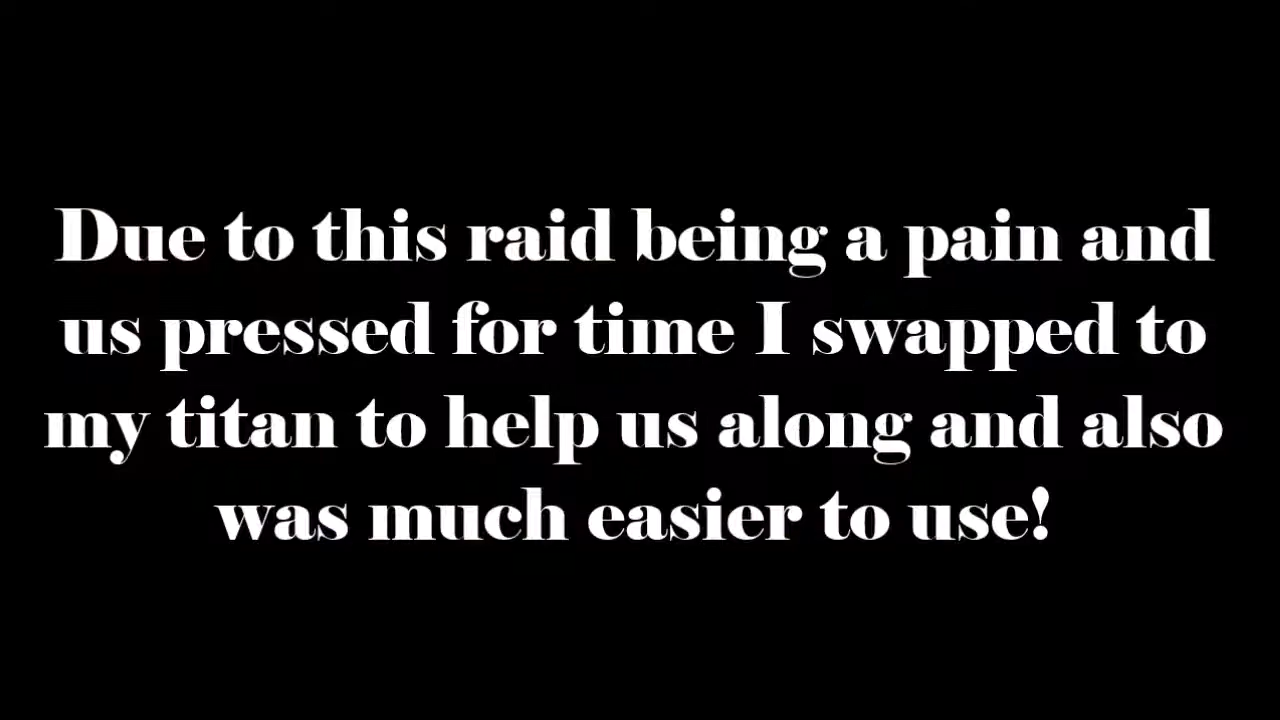 Due to this raid being a pain and
us pressed for time I swapped to
my titan to help us along and also
was much easier to use!